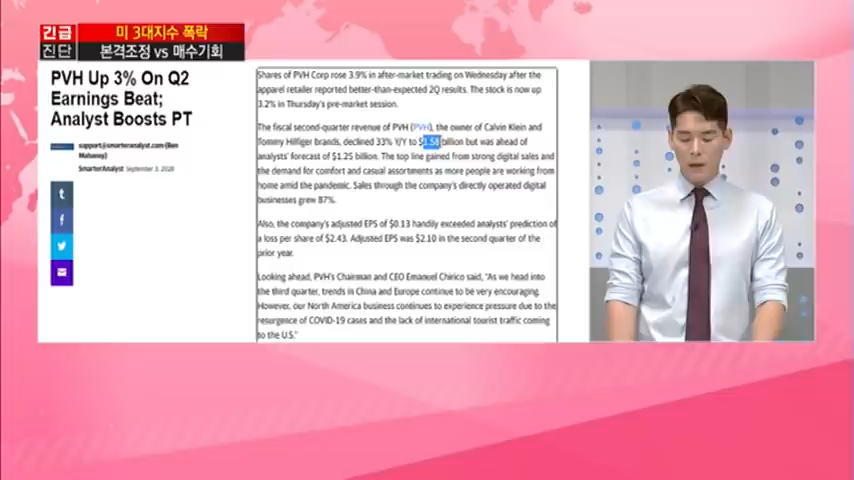 긴급
진단
미 3대지수 폭락
본격조정 vs 매수기회
PVH Up 3% On Q2
Earnings Beat;
Analyst Boosts PT
support@smarteranalyst.com (Ben
Mahaney)
SmarterAnalyst September 3, 2020
Shares of PVH Corp rose 3.9% in after-market trading on Wednesday after the
apparel retailer reported better-than-expected 2Q results. The stock is now up
3.2% in Thursday's pre-market session.
The fiscal second-quarter revenue of PVH (PVH), the owner of Calvin Klein and
Tommy Hilfiger brands, declined 33% Y/Y to $1.58 billion but was ahead of
analysts' forecast of $1.25 billion. The top line gained from strong digital sales and
the demand for comfort and casual assortments as more people are working from
home amid the pandemic. Sales through the company's directly operated digital
businesses grew 87%.
Also, the company's adjusted EPS of $0.13 handily exceeded analysts' prediction of
a loss per share of $2.43. Adjusted EPS was $2.10 in the second quarter of the
prior year.
Looking ahead, PVH's Chairman and CEO Emanuel Chirico said, "As we head into
the third quarter, trends in China and Europe continue to be very encouraging.
However, our North America business continues to experience pressure due to the
resurgence of COVID-19 cases and the lack of international tourist traffic coming
to the U.S."